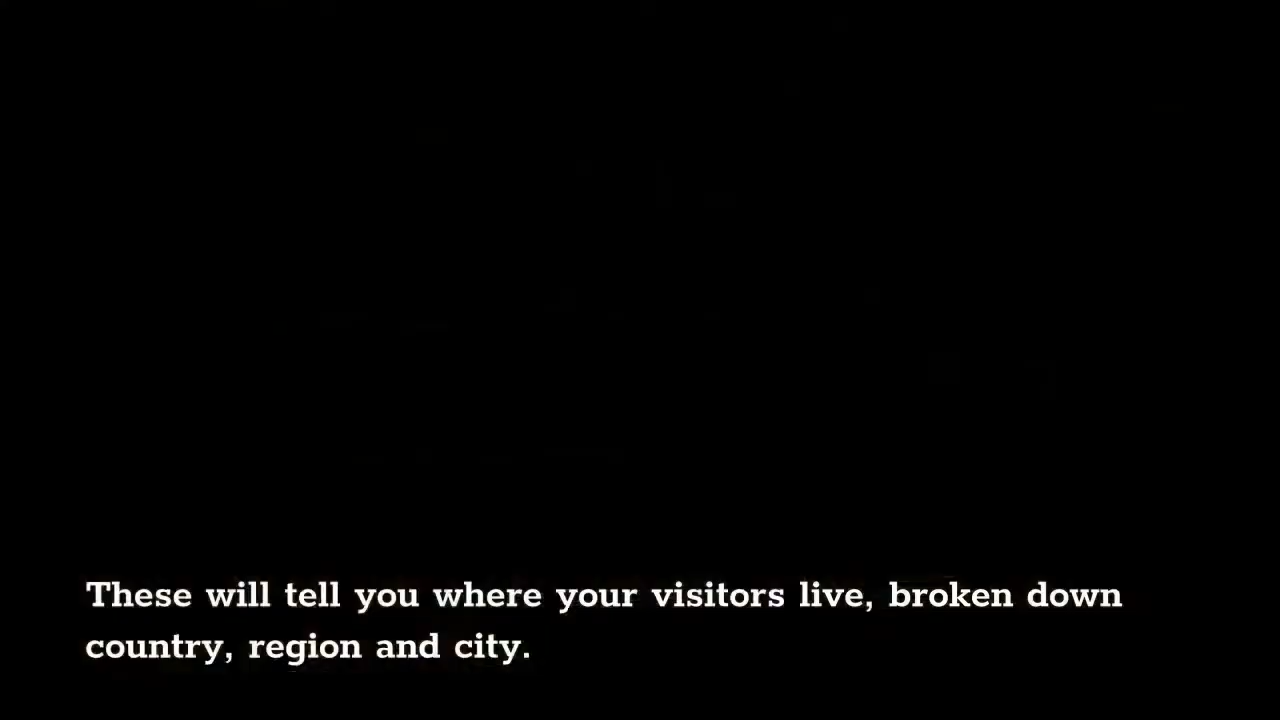 These will tell you where your visitors live, broken down
country, region and city.